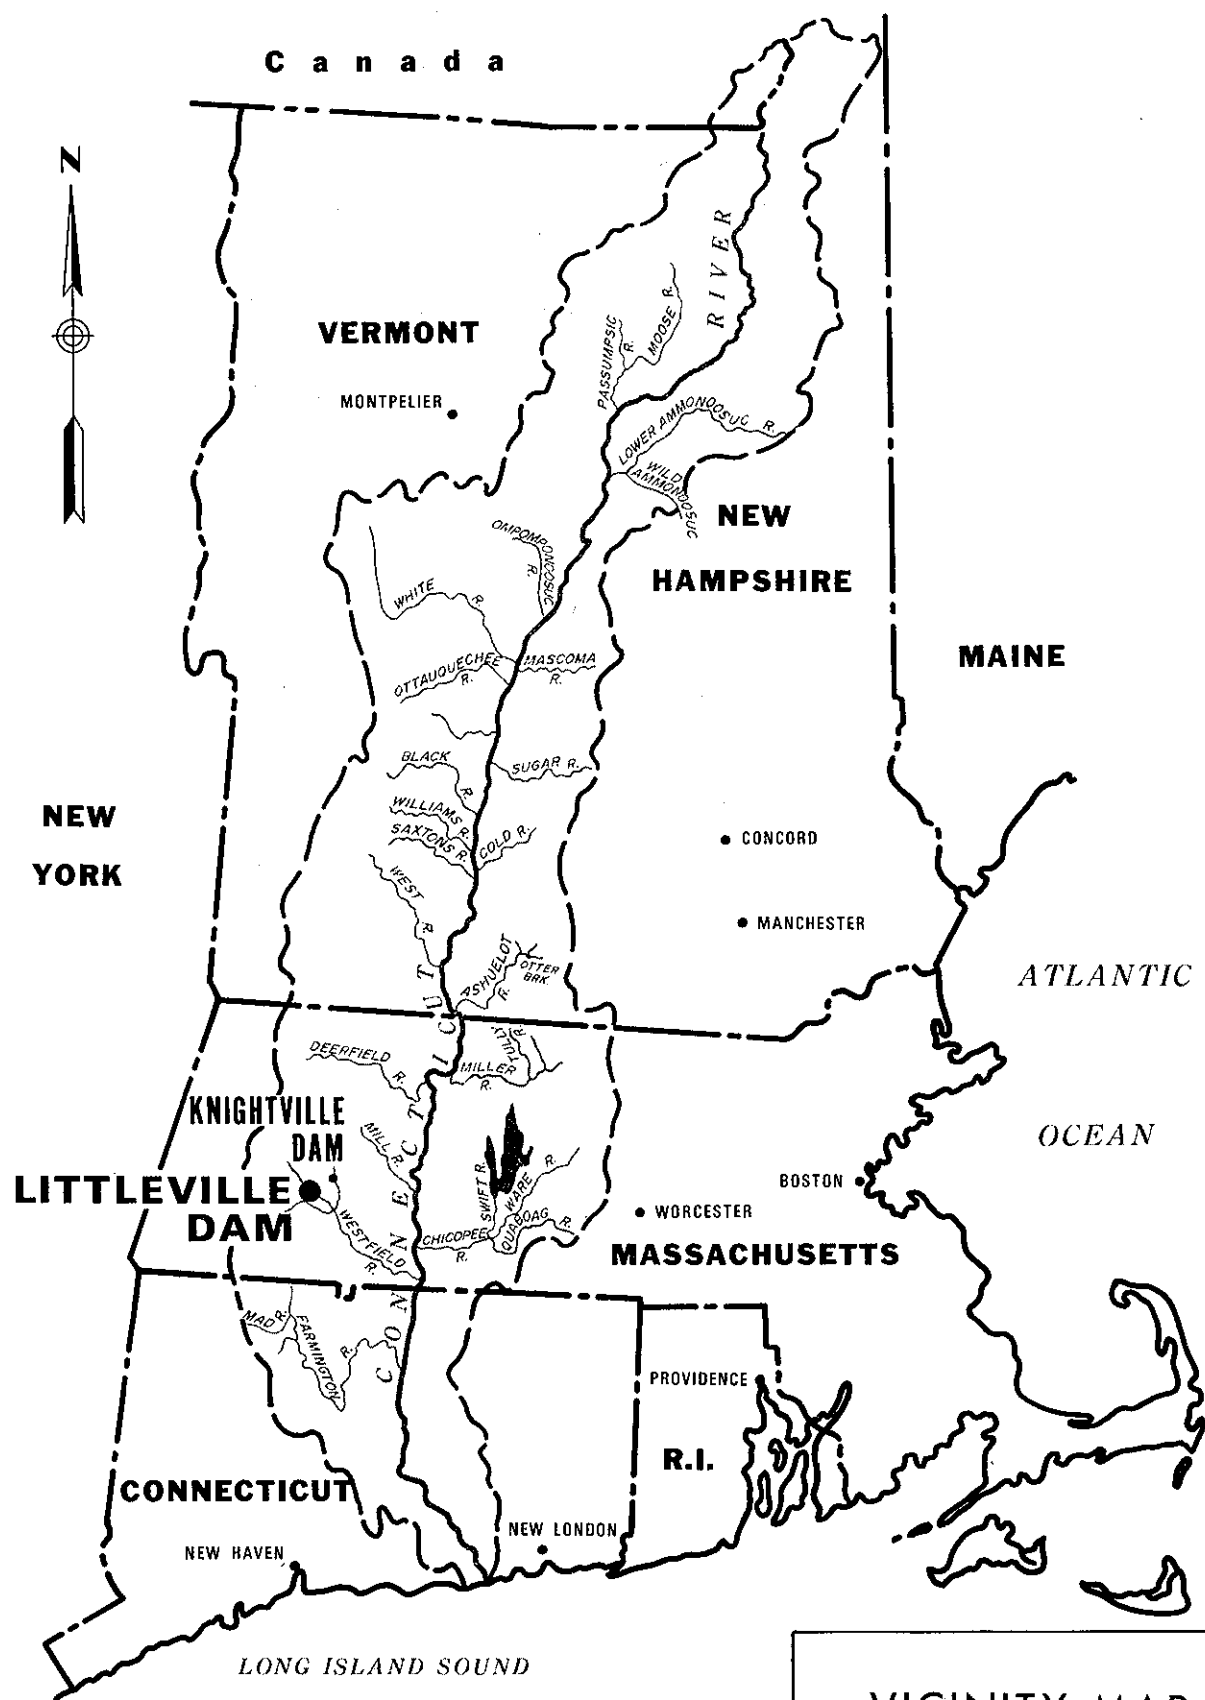 Canada
N
RIVER
PASSUMPSIC
R.
MOOSE R.
VERMONT
MONTPELIER
LOWER AMMONOOSUC R.
WILD
AMMONOOSUC
NEW
HAMPSHIRE
OMPOMPONOOSUC
R.
WHITE R.
MAINE
OTTAUQUECHEE
R.
MASCOMA
R.
BLACK R.
SUGAR R.
NEW
YORK
WILLIAMS R.
SAXTONS R.
COLD R.
CONCORD
WEST R.
MANCHESTER
ASHUELOT
R.
OTTER
BRK.
ATLANTIC
OCEAN
CONNECTICUT
DEERFIELD
R.
TULLY
R.
MILLER
R.
KNIGHTVILLE
DAM
MILL R.
LITTLEVILLE
DAM
SWIFT R.
WARE R.
BOSTON
WORCESTER
WESTFIELD
R.
CHICOPEE
R.
QUABOAG R.
MASSACHUSETTS
MAD R.
FARMINGTON
R.
PROVIDENCE
R.I.
CONNECTICUT
NEW LONDON
NEW HAVEN
LONG ISLAND SOUND
VICINITY MAP